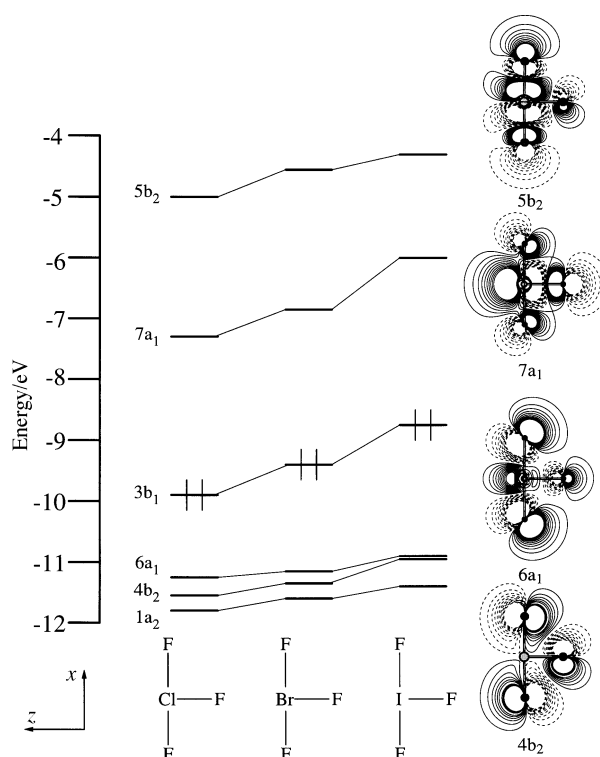 5b2
-4
-5
-6
-7
-8
-9
-10
-11
-12
Energy/eV
5b2
7a1
3b1
6a1
4b2
1a2
7a1
6a1
4b2
x
z
F F F
Cl F Br F I F
F F F